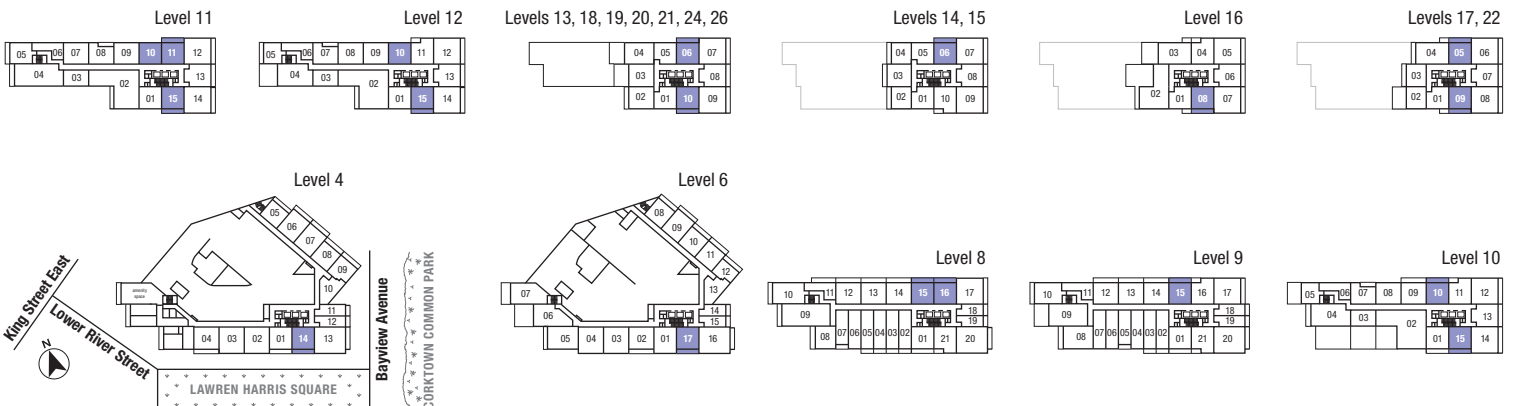 Level 11
05 06 07 08 09 10 11 12
04 03 02 13
01 15 14
Level 12
05 06 07 08 09 10 11 12
04 03 02 13
01 15 14
Levels 13, 18, 19, 20, 21, 24, 26
04 05 06 07
03 08
02 01 10 09
Levels 14, 15
04 05 06 07
03 08
02 01 10 09
Level 16
03 04 05
06
02 01 08 07
Levels 17, 22
04 05 06
03 07
02 01 09 08
Level 4
05
06
07
08
09
10
amenity
space
11
12
04 03 02 01 14 13
King Street East
Lower River Street
N
LAWREN HARRIS SQUARE
Bayview Avenue
CORKTOWN COMMON PARK
Level 6
08
09
10
11
12
13
07
06
14
15
05 04 03 02 01 17 16
Level 8
10 11 12 13 14 15 16 17
09 18
19
08 07 06 05 04 03 02 01 21 20
Level 9
10 11 12 13 14 15 16 17
09 18
19
08 07 06 05 04 03 02 01 21 20
Level 10
05 06 07 08 09 10 11 12
04 03 02 13
01 15 14